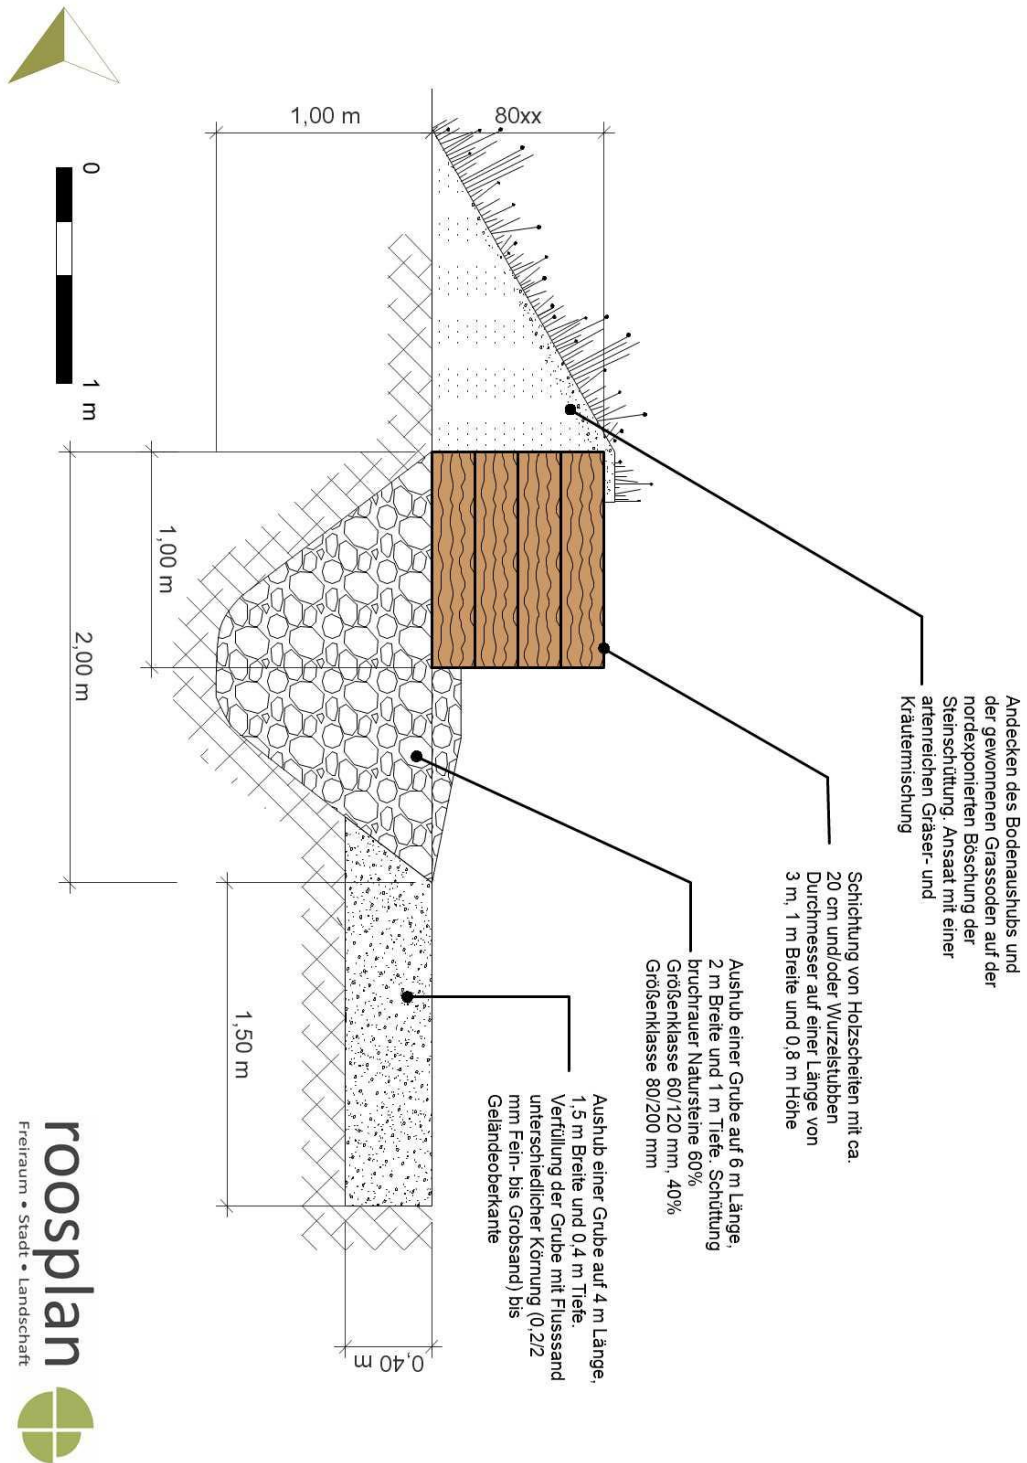 Andecken des Bodenaushubs und
der gewonnenen Grassoden auf der
nordexponierten Böschung der
Steinschüttung. Ansaat mit einer
artenreichen Gräser- und
Kräutermischung
Schichtung von Holzscheiten mit ca.
20 cm und/oder Wurzelstubben
Durchmesser auf einer Länge von
3 m, 1 m Breite und 0,8 m Höhe
Aushub einer Grube auf 6 m Länge,
2 m Breite und 1 m Tiefe. Schüttung
bruchrauer Natursteine 60%
Größenklasse 60/120 mm, 40%
Größenklasse 80/200 mm
Aushub einer Grube auf 4 m Länge,
1,5 m Breite und 0,4 m Tiefe.
Verfüllung der Grube mit Flusssand
unterschiedlicher Körnung (0,2/2
mm Fein- bis Grobsand) bis
Geländeoberkante
80xx
1,00 m
0,40 m
1,50 m
1,00 m
2,00 m
0
1 m
roosplan
Freiraum • Stadt • Landschaft